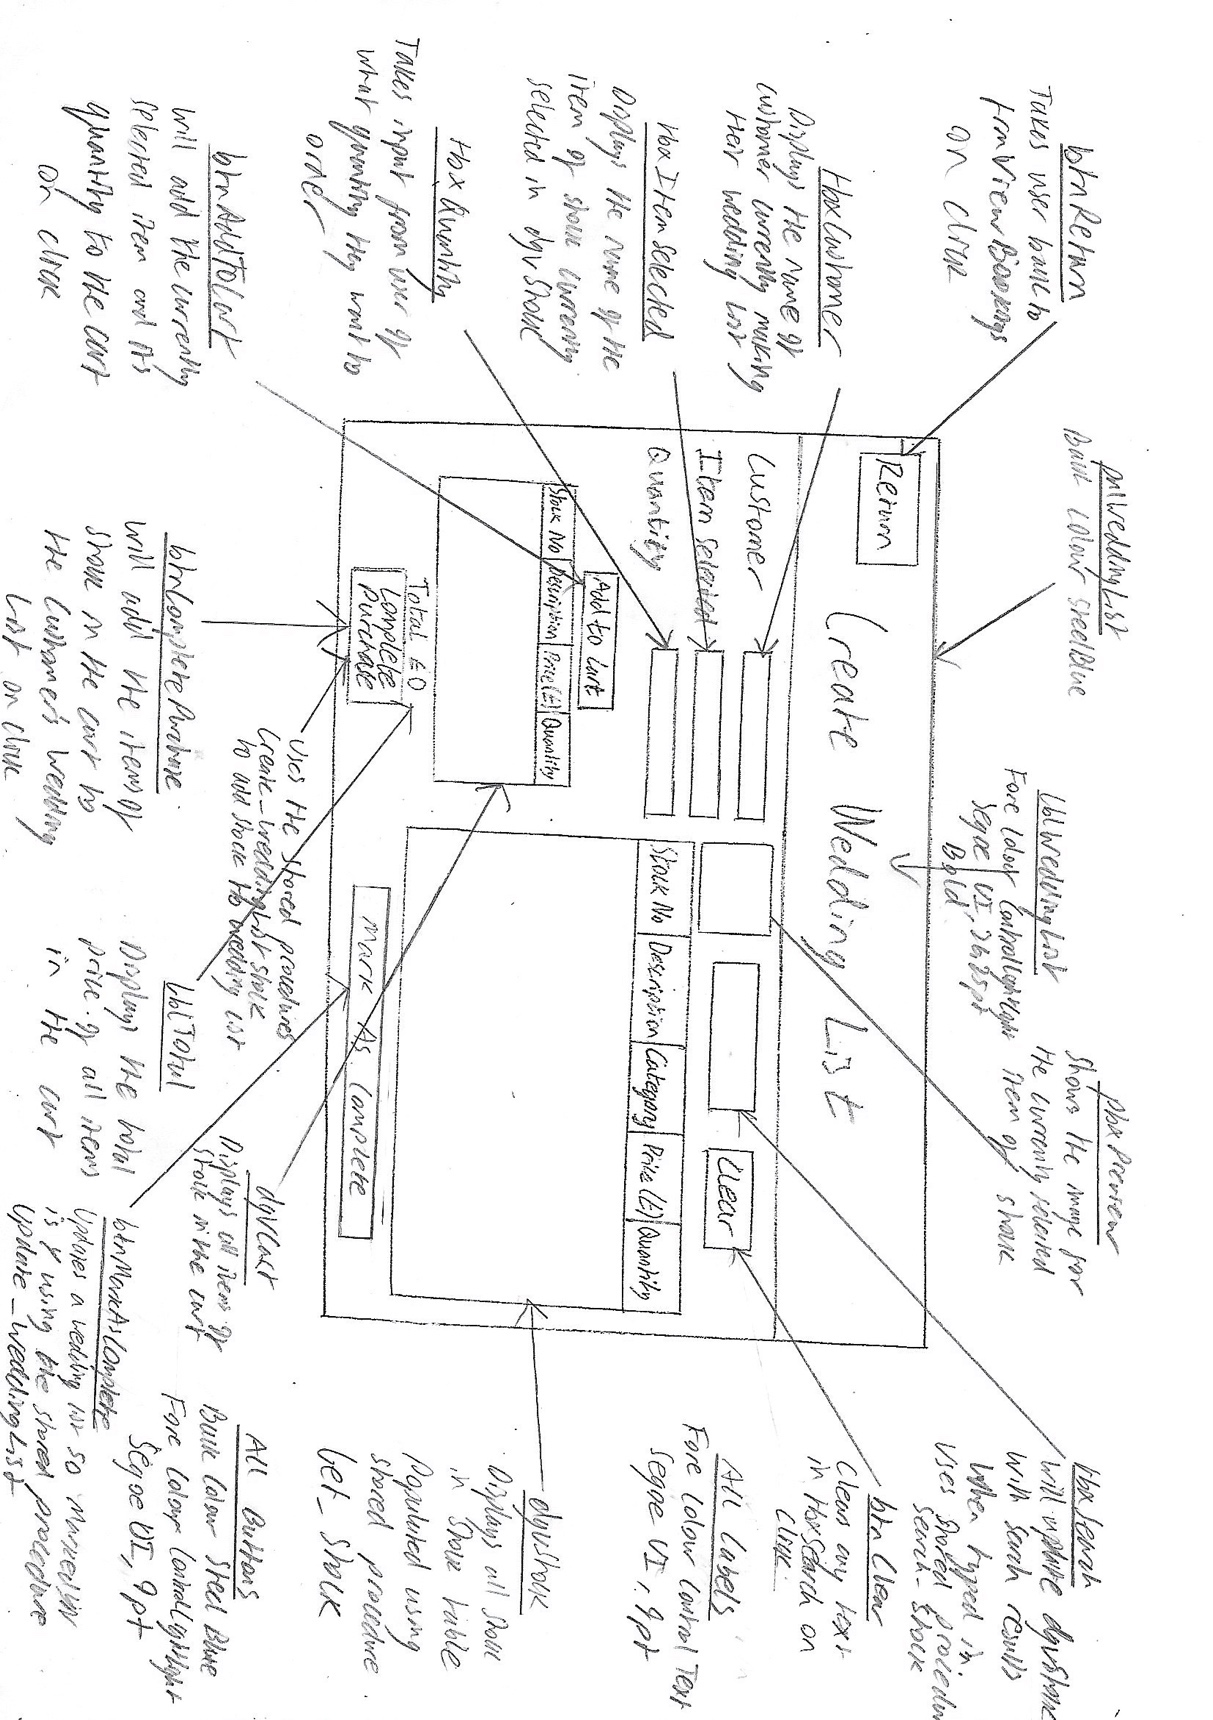 btnReturn
Takes user back to
frmViewBookings
on click
pnlWeddingList
Back colour SteelBlue
lblWeddingList
Fore colour ControlLightLight
Segoe UI, 26.25pt
Bold
pbxPreview
Shows the image for
the currently selected
item of stock
tbxSearch
Will update dgvStock
with search results
when typed in
Uses stored procedure
Search_Stock
tbxCustomer
Displays the name of
customer currently making
their wedding list
tbxItemSelected
Displays the name of the
item of stock currently
selected in dgvStock
tbxQuantity
Takes input from user of
what quantity they want to
order
btnAddToCart
will add the currently
selected item and its
quantity to the cart
on click
Return
Create Wedding List
Customer
Item Selected
Quantity
Clear
Add to Cart
Stock No Description Price(£) Quantity
Total £0
Complete
Purchase
Stock No Description Category Price (£) Quantity
Mark As Complete
btnClear
Clears any text
in tbxSearch on
click
All Labels
Fore Colour Control Text
Segoe UI, 9pt
dgvStock
Displays all stock
in Stock table
Populated using
stored procedure
Get_Stock
btnCompletePurchase
will add the items of
stock in the cart to
the customer's wedding
list on click
Uses the stored procedures
Create_WeddingList_Stock
to add stock to wedding list
lblTotal
Displays the total
price of all items
in the cart
dgvCart
Displays all items of
stock in the cart
btnMarkAsComplete
Updates a wedding list so
is Y using the stored procedure
Update_WeddingList
All Buttons
Back Colour Steel Blue
Fore Colour ControlLightLight
Segoe UI, 9pt